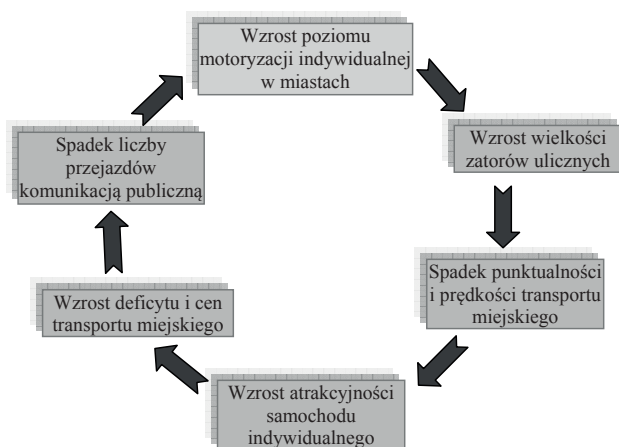 Wzrost poziomu
motoryzacji indywidualnej
w miastach
Wzrost wielkości
zatorów ulicznych
Spadek punktualności
i prędkości transportu
miejskiego
Wzrost atrakcyjności
samochodu
indywidualnego
Wzrost deficytu i cen
transportu miejskiego
Spadek liczby
przejazdów
komunikacją publiczną